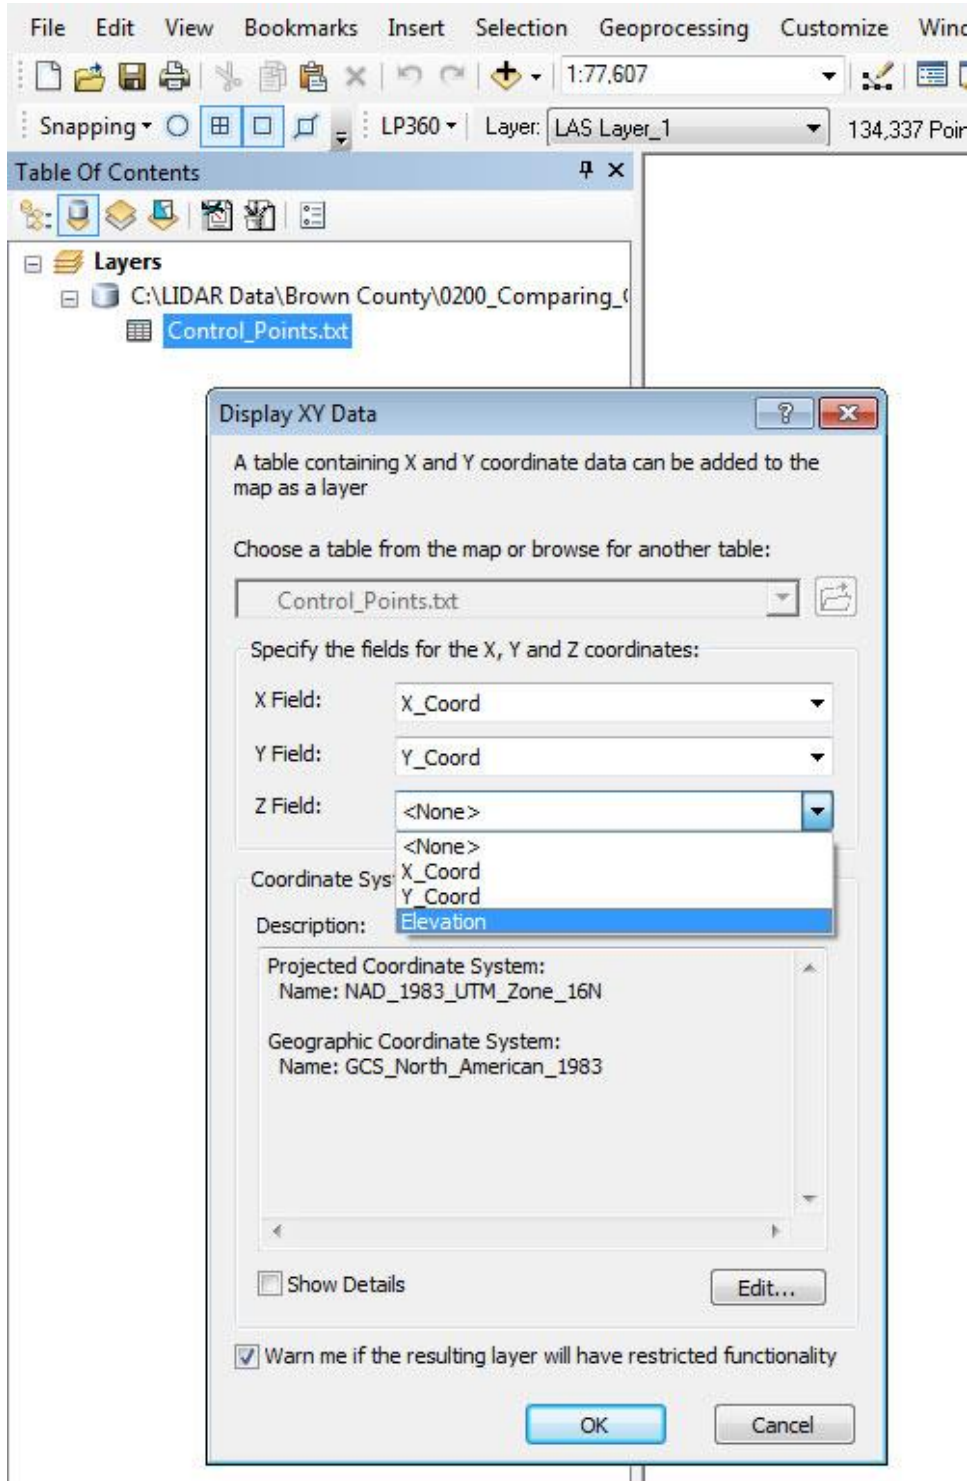 File Edit View Bookmarks Insert Selection Geoprocessing Customize
1:77,607
Snapping LP360 Layer: LAS Layer_1 134,337
Table Of Contents
Layers
C:\LIDAR Data\Brown County\0200_Comparing_
Control_Points.txt
Display XY Data
A table containing X and Y coordinate data can be added to the
map as a layer
Choose a table from the map or browse for another table:
Control_Points.txt
Specify the fields for the X, Y and Z coordinates:
X Field: X_Coord
Y Field: Y_Coord
Z Field: <None>
<None>
X_Coord
Coordinate Sys
Y_Coord
Description: Elevation
Projected Coordinate System:
Name: NAD_1983_UTM_Zone_16N
Geographic Coordinate System:
Name: GCS_North_American_1983
Show Details Edit...
Warn me if the resulting layer will have restricted functionality
OK Cancel